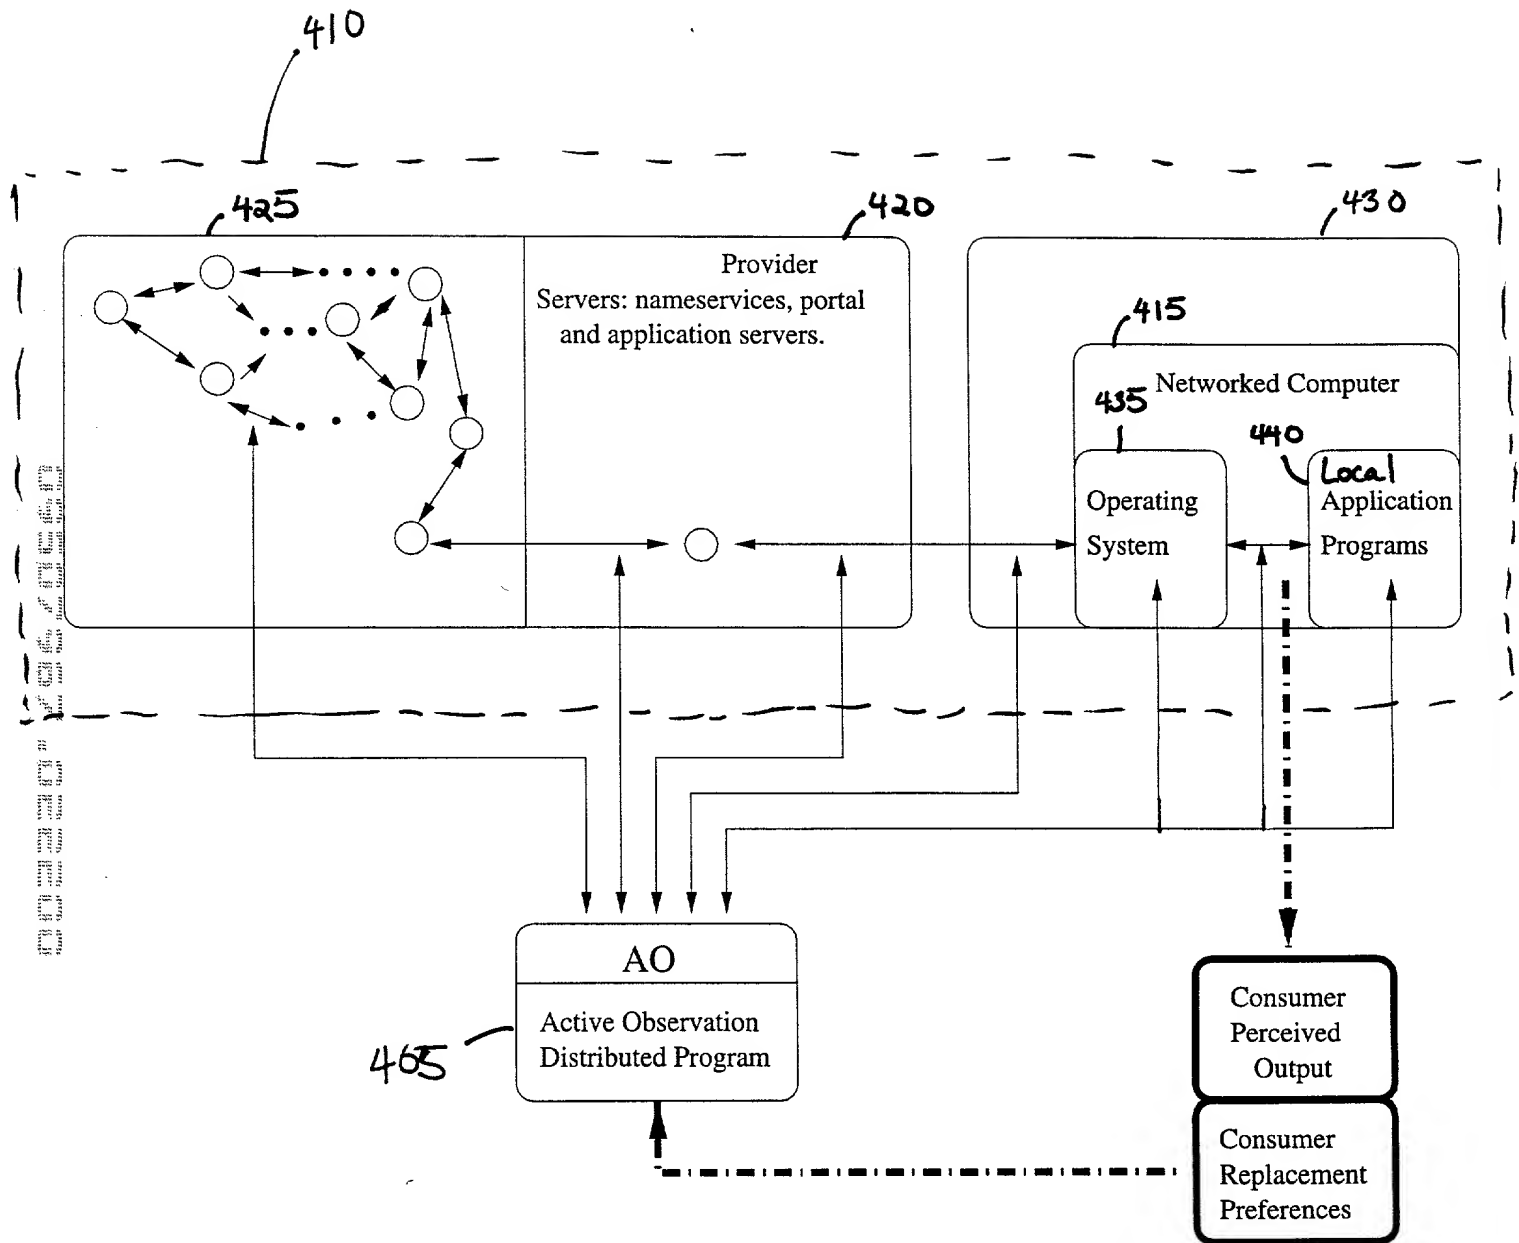 410
425
420
430
Provider
Servers: nameservices, portal
and application servers.
415
Networked Computer
435
440
Local
Operating
System
Application
Programs
AO
Active Observation
Distributed Program
465
Consumer
Perceived
Output
Consumer
Replacement
Preferences